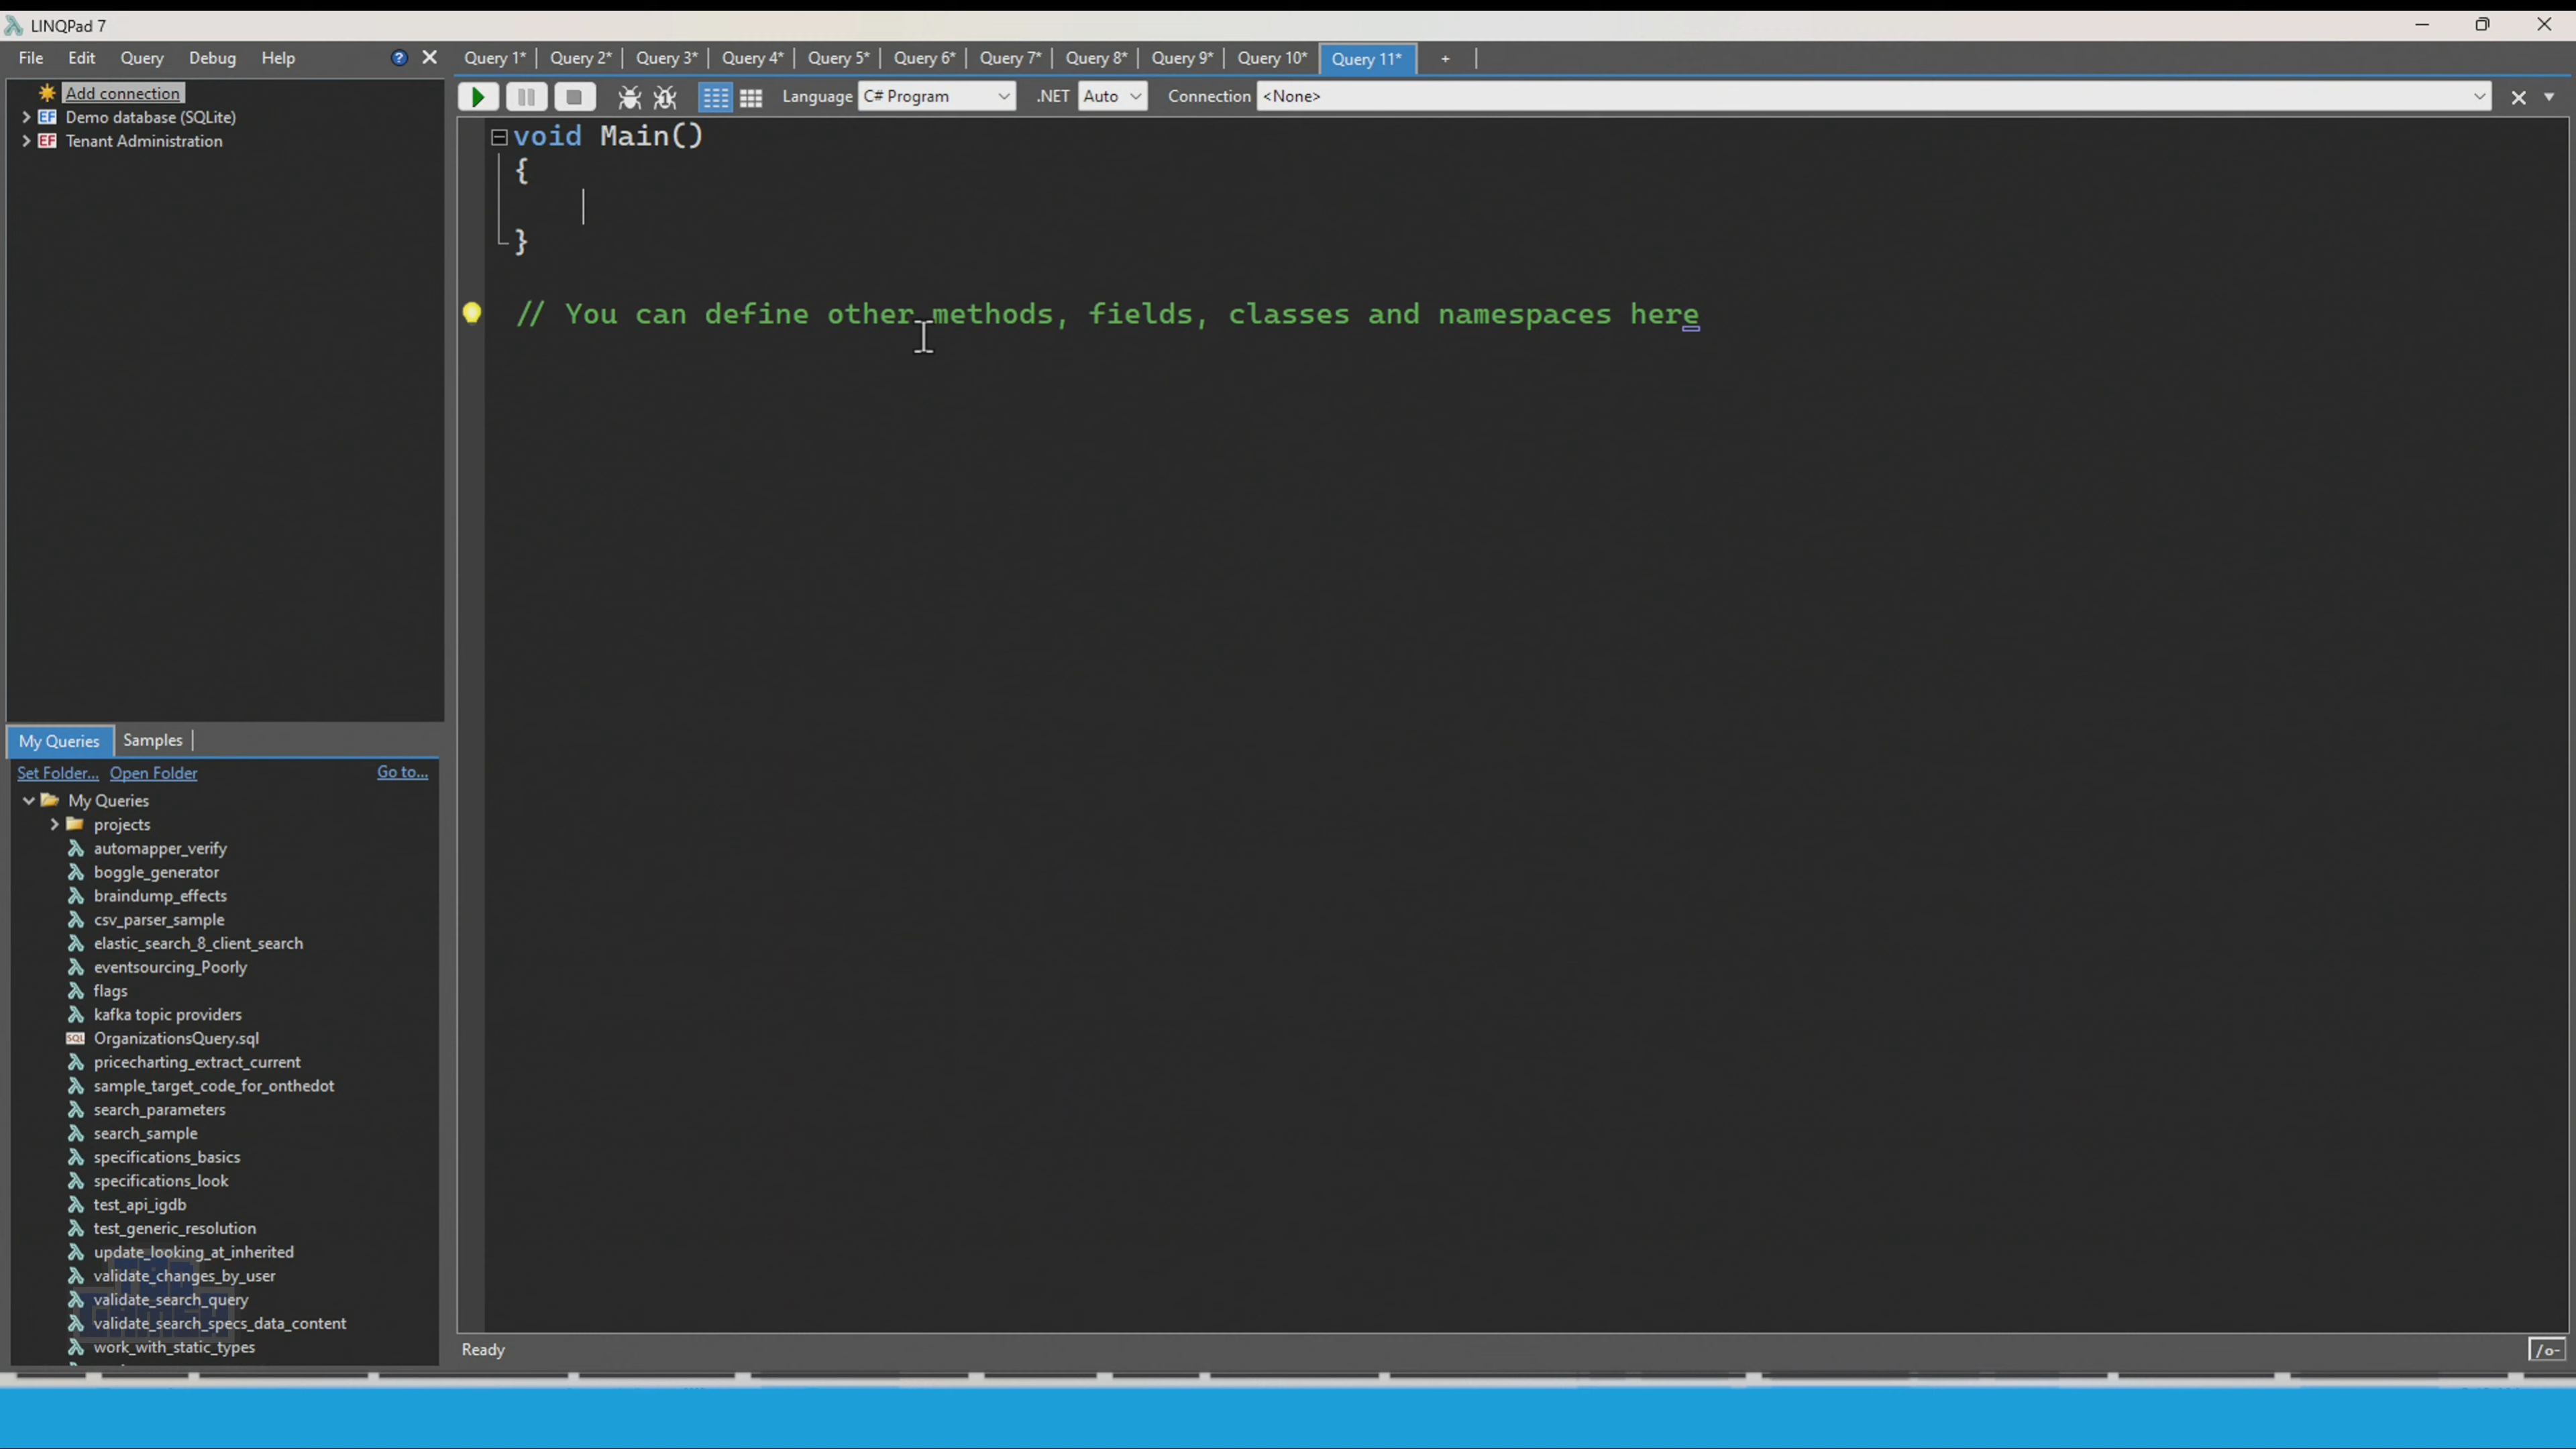 LINQPad 7
File Edit Query Debug Help
Query 1* Query 2* Query 3* Query 4* Query 5* Query 6* Query 7* Query 8* Query 9* Query 10* Query 11* +
Language C# Program .NET Auto Connection <None>
Add connection
EF Demo database (SQLite)
EF Tenant Administration
void Main()
{
}
// You can define other methods, fields, classes and namespaces here
My Queries Samples
Set Folder... Open Folder Go to...
My Queries
projects
automapper_verify
boggle_generator
braindump_effects
csv_parser_sample
elastic_search_8_client_search
eventsourcing_Poorly
flags
kafka topic providers
SQL OrganizationsQuery.sql
pricecharting_extract_current
sample_target_code_for_onthedot
search_parameters
search_sample
specifications_basics
specifications_look
test_api_igdb
test_generic_resolution
update_looking_at_inherited
validate_changes_by_user
validate_search_query
validate_search_specs_data_content
work_with_static_types
Ready
/o-